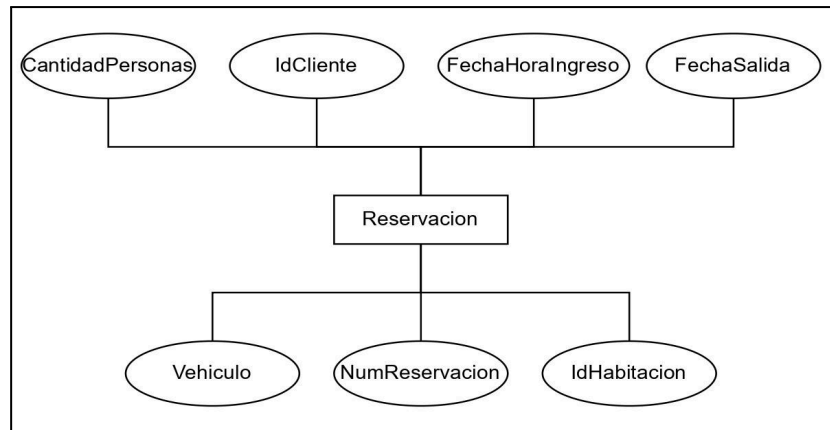 CantidadPersonas
IdCliente
FechaHoraIngreso
FechaSalida
Reservacion
Vehiculo
NumReservacion
IdHabitacion